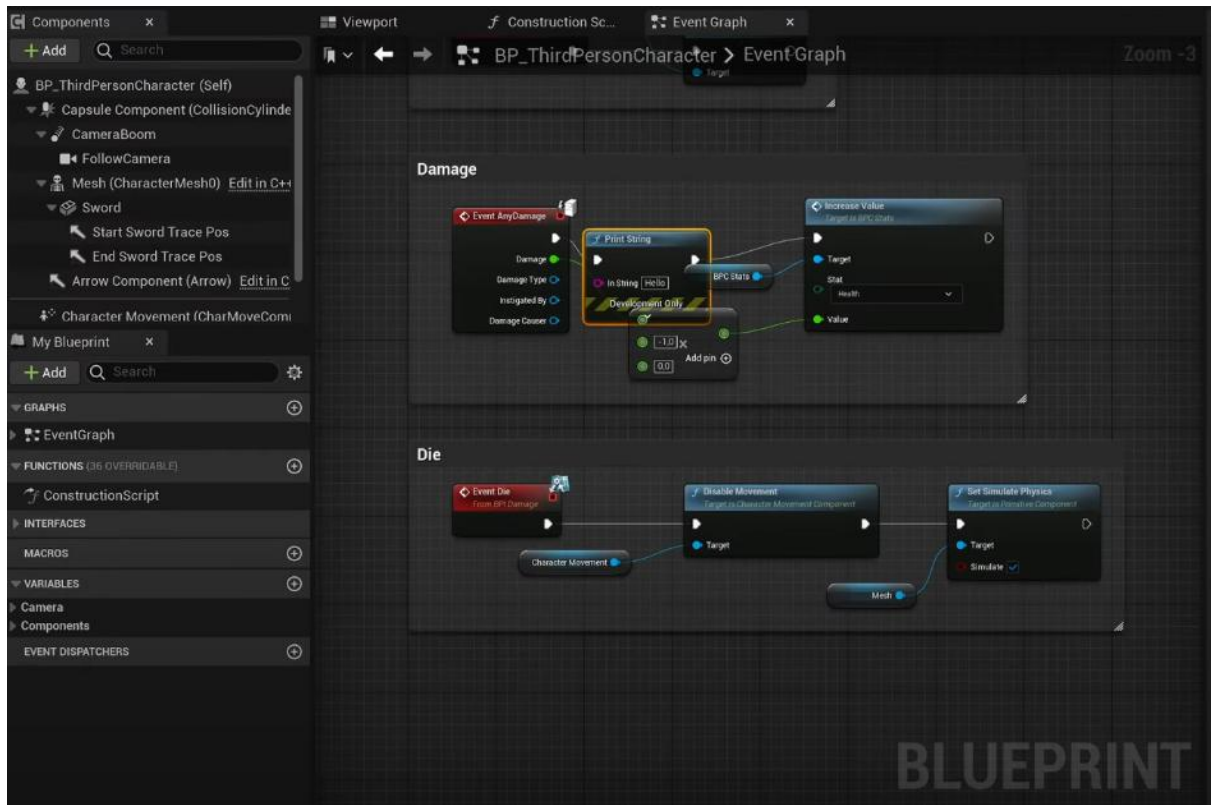 Components
Add
Search
BP_ThirdPersonCharacter (Self)
Capsule Component (CollisionCylinde
CameraBoom
FollowCamera
Mesh (CharacterMesh0) Edit in C++
Sword
Start Sword Trace Pos
End Sword Trace Pos
Arrow Component (Arrow) Edit in C
Character Movement (CharMoveComp
My Blueprint
Add
Search
GRAPHS
EventGraph
FUNCTIONS (36 OVERRIDABLE)
ConstructionScript
INTERFACES
MACROS
VARIABLES
Camera
Components
EVENT DISPATCHERS
Viewport
Construction Sc...
Event Graph
BP_ThirdPersonCharacter > Event Graph
Zoom -3
Target
Damage
Event AnyDamage
Damage
Damage Type
Instigated By
Damage Causer
Print String
In String Hello
Development Only
BPC Stats
-1,0
0,0
Add pin
Increase Value
Target is BPC Stats
Target
Stat
Health
Value
Die
Event Die
From BPI Damage
Character Movement
Disable Movement
Target is Character Movement Component
Target
Mesh
Set Simulate Physics
Target is Primitive Component
Target
Simulate
BLUEPRINT